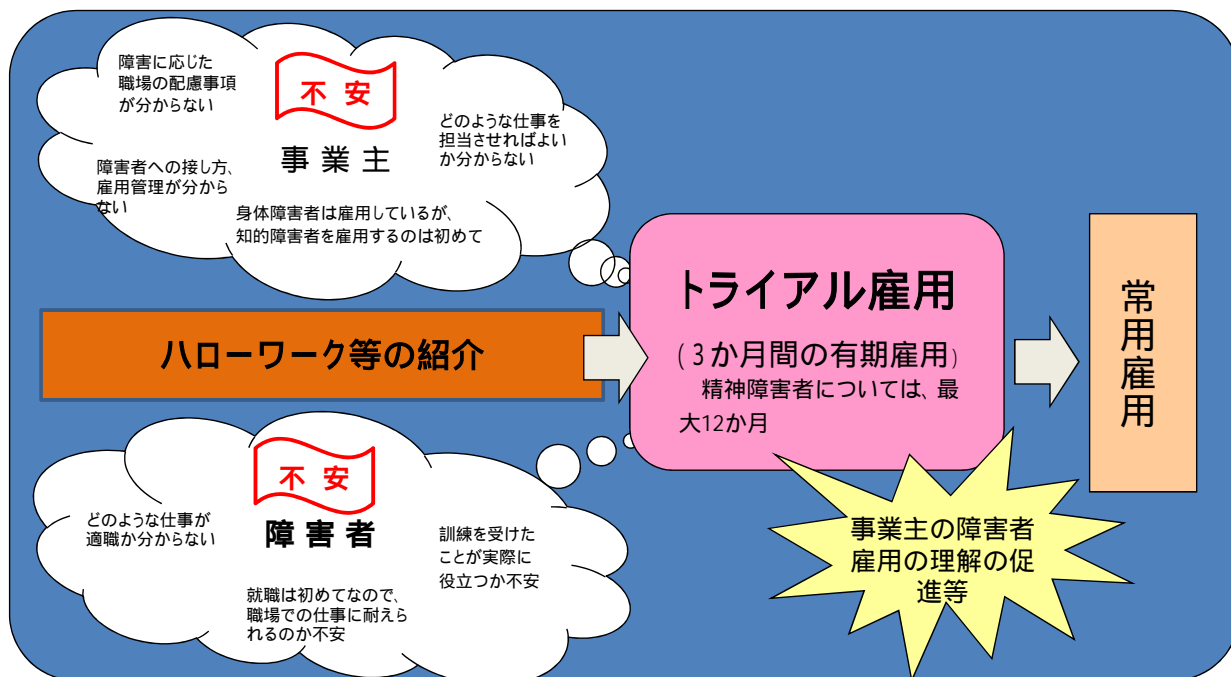 障害に応じた
職場の配慮事項
が分からない
不安
事業主
どのような仕事を
担当させればよい
か分からない
障害者への接し方、
雇用管理が分から
ない
身体障害者は雇用しているが、
知的障害者を雇用するのは初めて
ハローワーク等の紹介
トライアル雇用
(3か月間の有期雇用)
精神障害者については、最
大12か月
常用雇用
不安
障害者
どのような仕事が
適職か分からない
訓練を受けた
ことが実際に
役立つか不安
就職は初めてなので、
職場での仕事に耐えら
れるのか不安
事業主の障害者
雇用の理解の促
進等